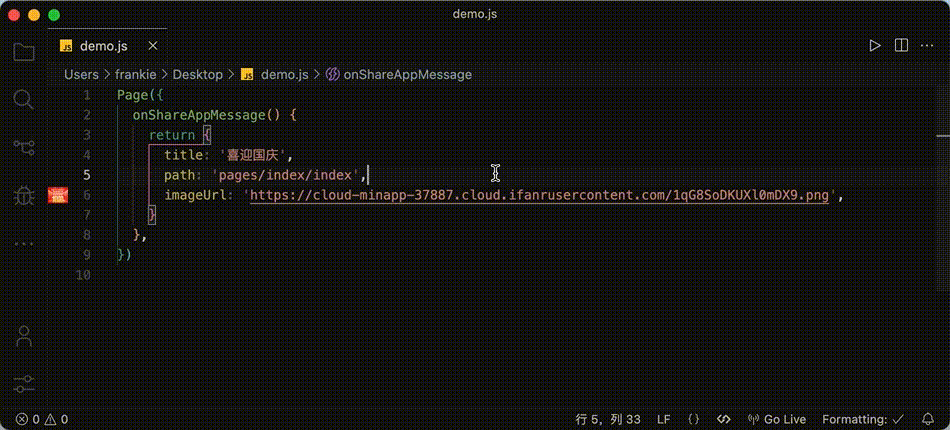 demo.js
JS demo.js
Users > frankie > Desktop > JS demo.js > onShareAppMessage
1 Page({
2 onShareAppMessage() {
3 return {
4 title: '喜迎国庆',
5 path: 'pages/index/index',
6 imageUrl: 'https://cloud-minapp-37887.cloud.ifanrusercontent.com/1qG8SoDKUXl0mDX9.png',
7 }
8 },
9 })
10
0 0 行 5，列 33 LF {} Go Live Formatting: ✓